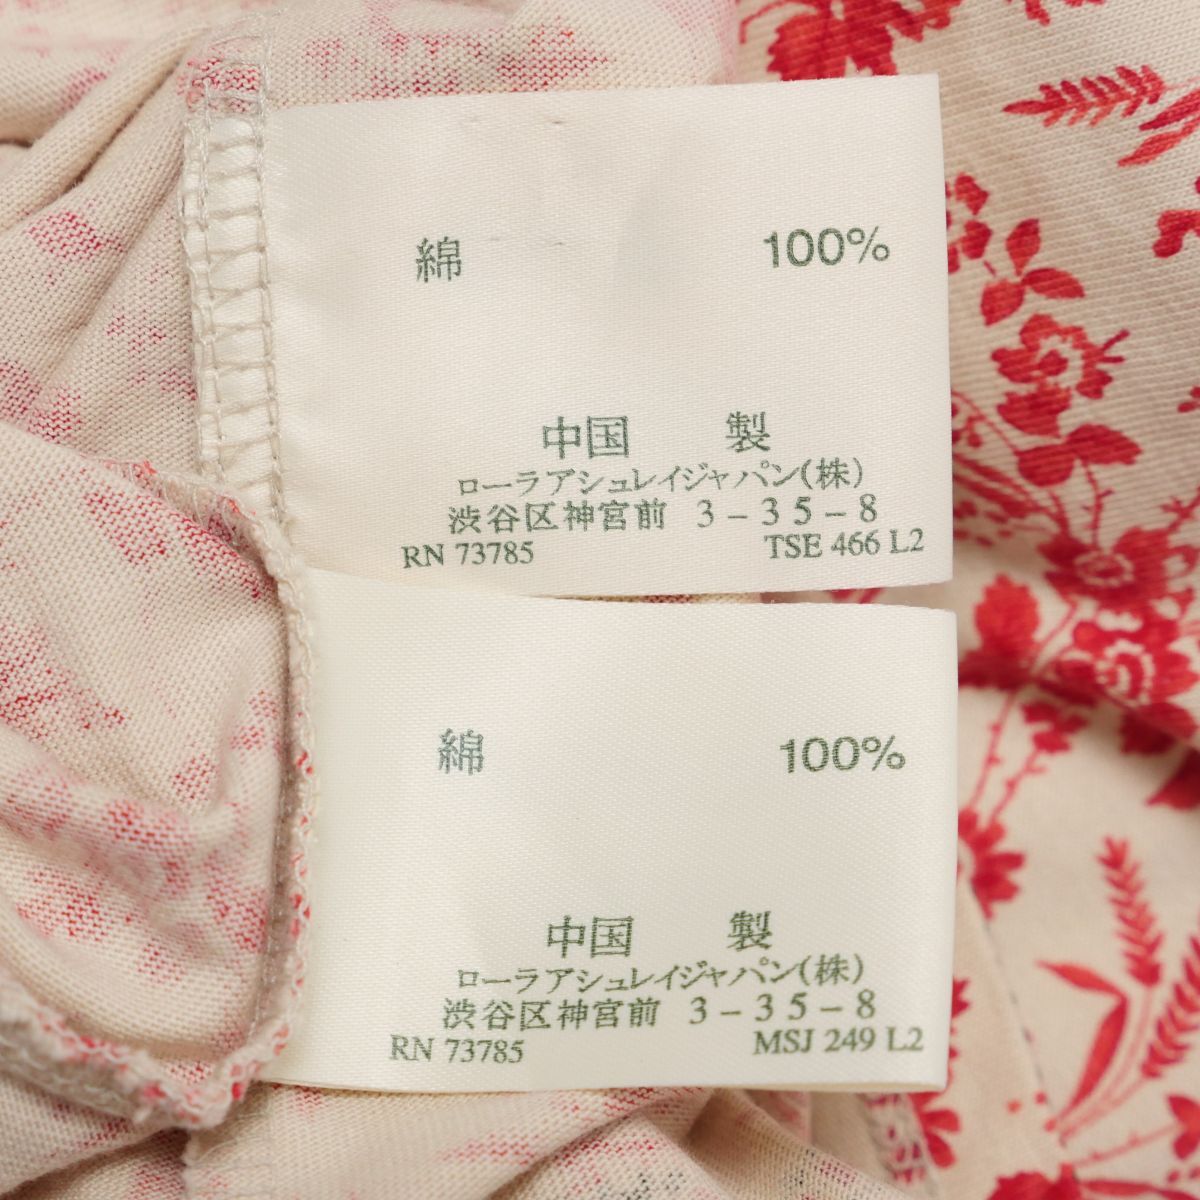 綿 100%
中国 製
ローラアシュレイジャパン(株)
渋谷区神宮前 3-35-8
RN 73785 TSE 466 L2
綿 100%
中国 製
ローラアシュレイジャパン(株)
渋谷区神宮前 3-35-8
RN 73785 MSJ 249 L2